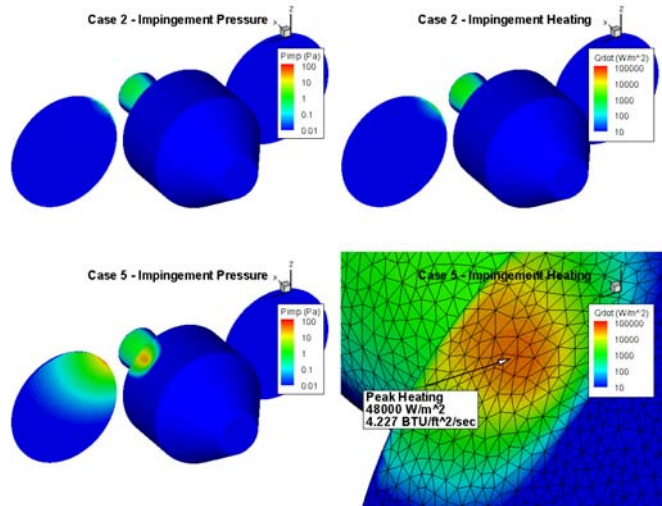 Case 2 - Impingement Pressure
X
Z
Pimp (Pa)
100
10
1
0.1
0.01
Case 2 - Impingement Heating
X
Z
Qdot (W/m^2)
100000
10000
1000
100
10
Case 5 - Impingement Pressure
X
Z
Pimp (Pa)
100
10
1
0.1
0.01
Case 5 - Impingement Heating
Z
Qdot (W/m^2)
100000
10000
1000
100
10
Peak Heating
48000 W/m^2
4.227 BTU/ft^2/sec